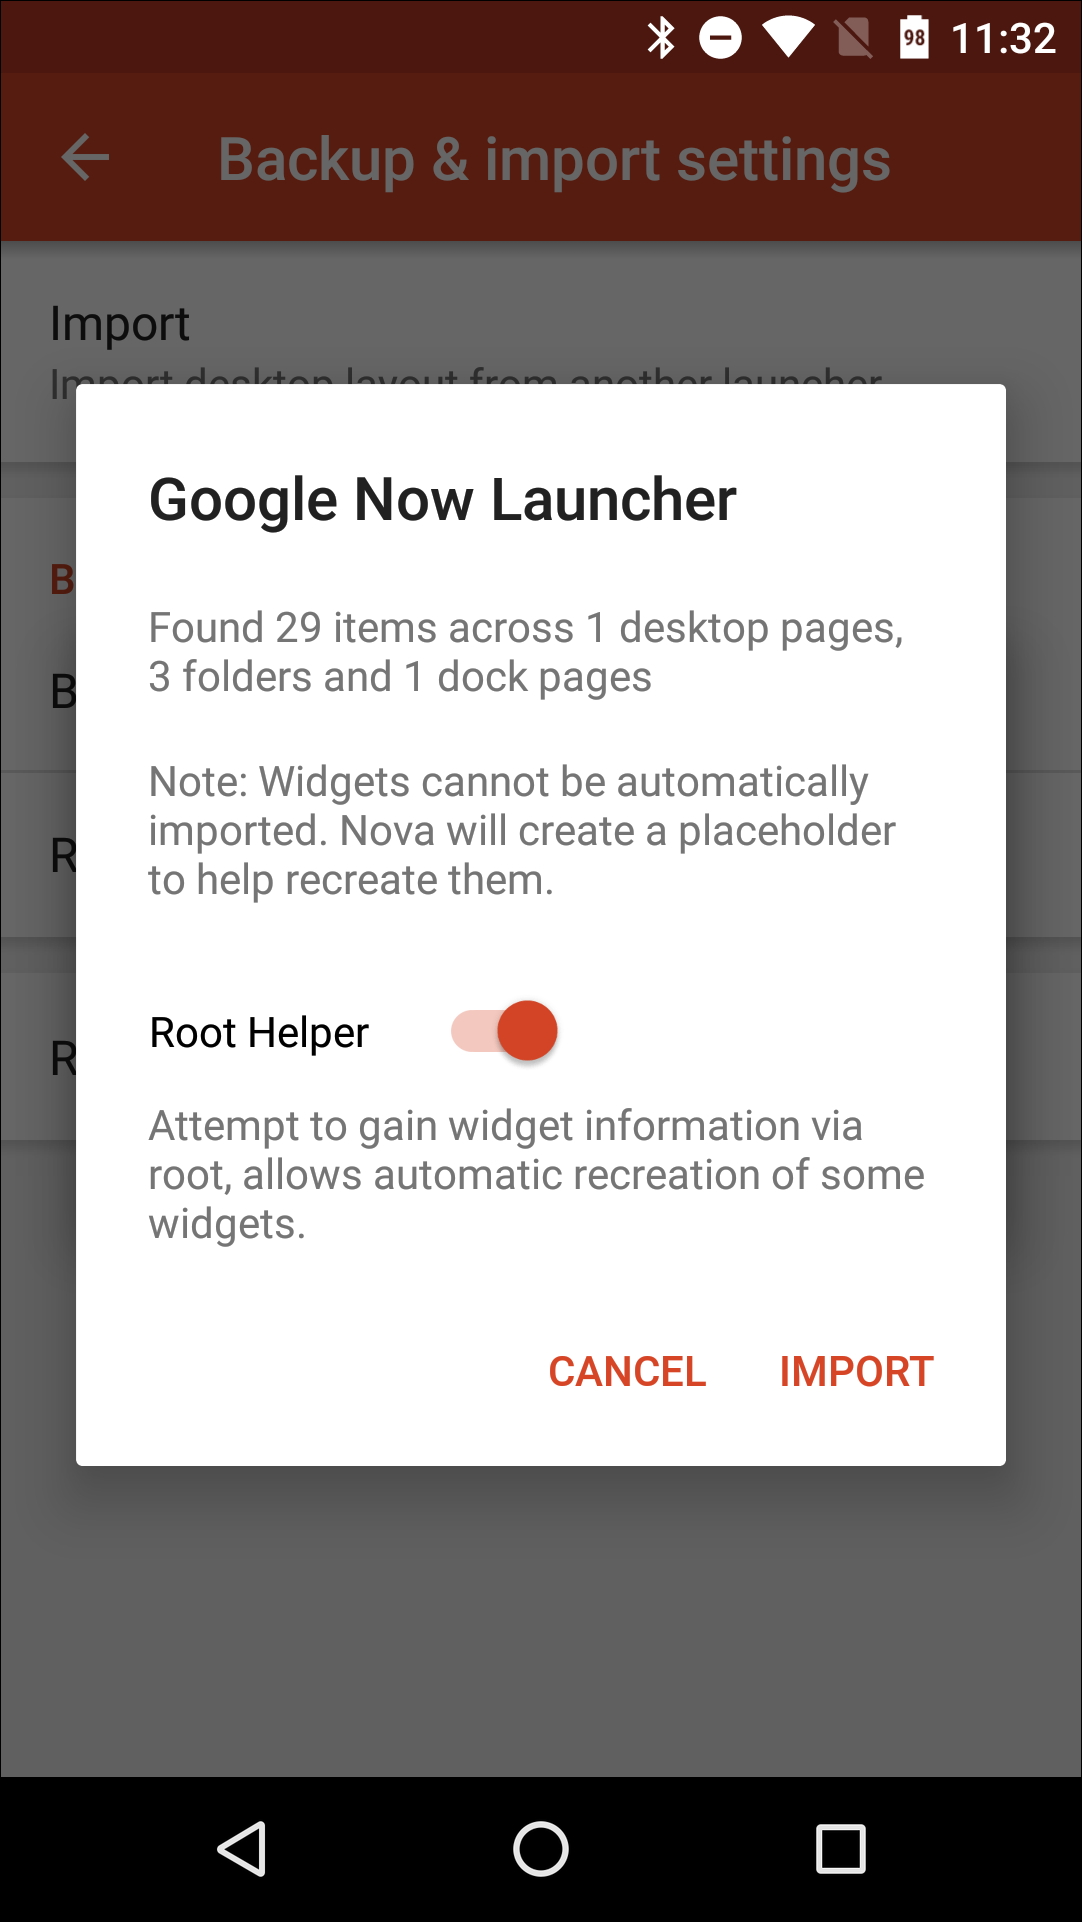 98 11:32
Backup & import settings
Import
Import desktop layout from another launcher
Google Now Launcher
Found 29 items across 1 desktop pages,
3 folders and 1 dock pages
B
Note: Widgets cannot be automatically
imported. Nova will create a placeholder
to help recreate them.
B
R
Root Helper
R
Attempt to gain widget information via
root, allows automatic recreation of some
widgets.
CANCEL IMPORT